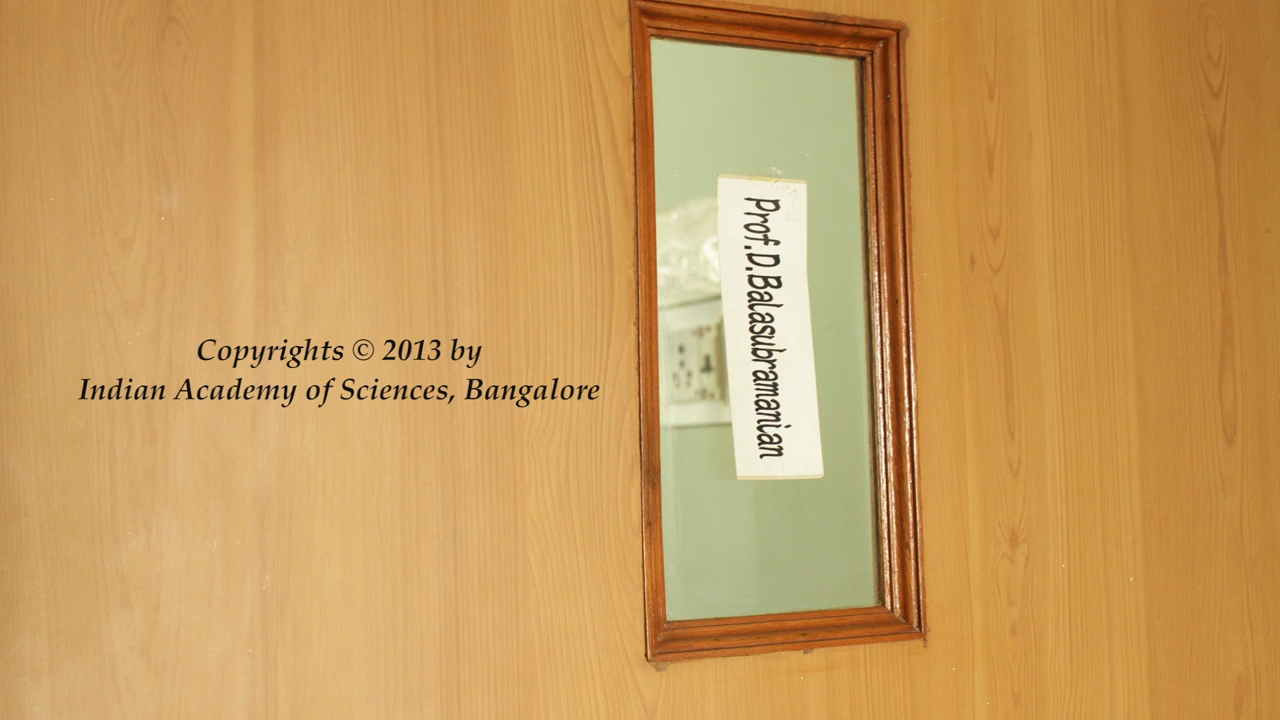 Copyrights © 2013 by
Indian Academy of Sciences, Bangalore
Prof.D.Balasubramanian